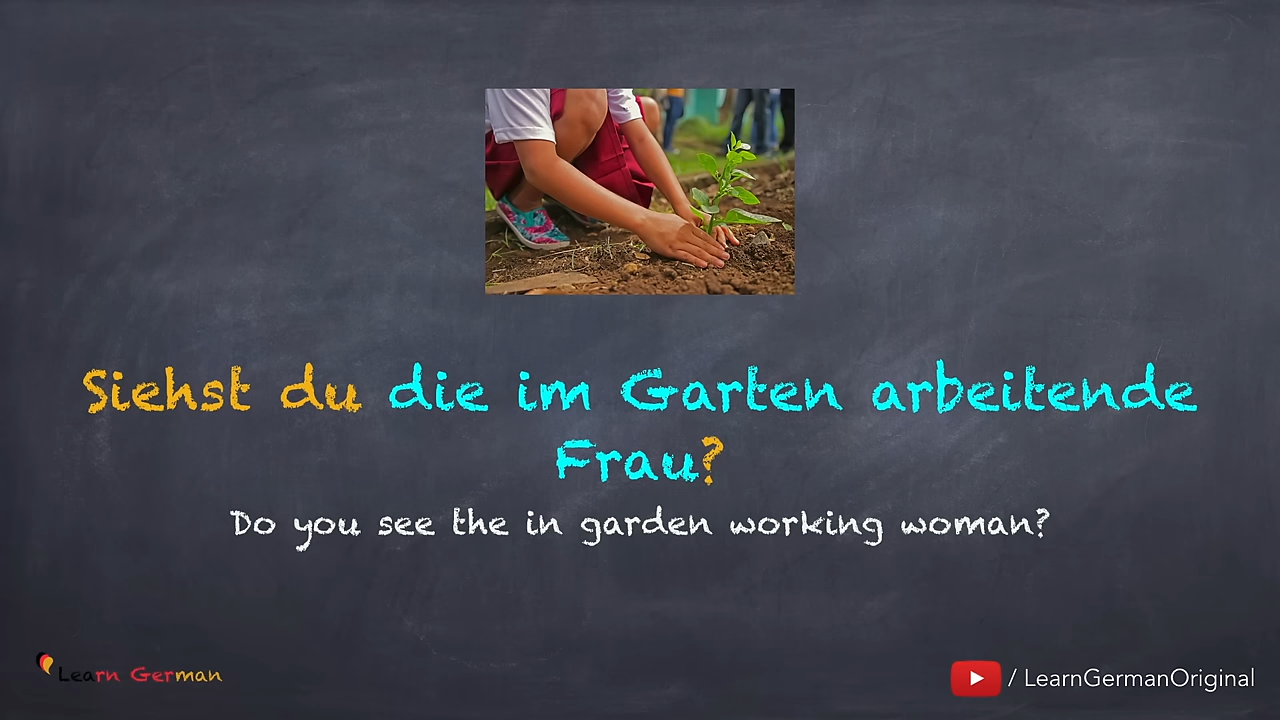 Siehst du die im Garten arbeitende
Frau?
Do you see the in garden working woman?
Learn German
/ LearnGermanOriginal